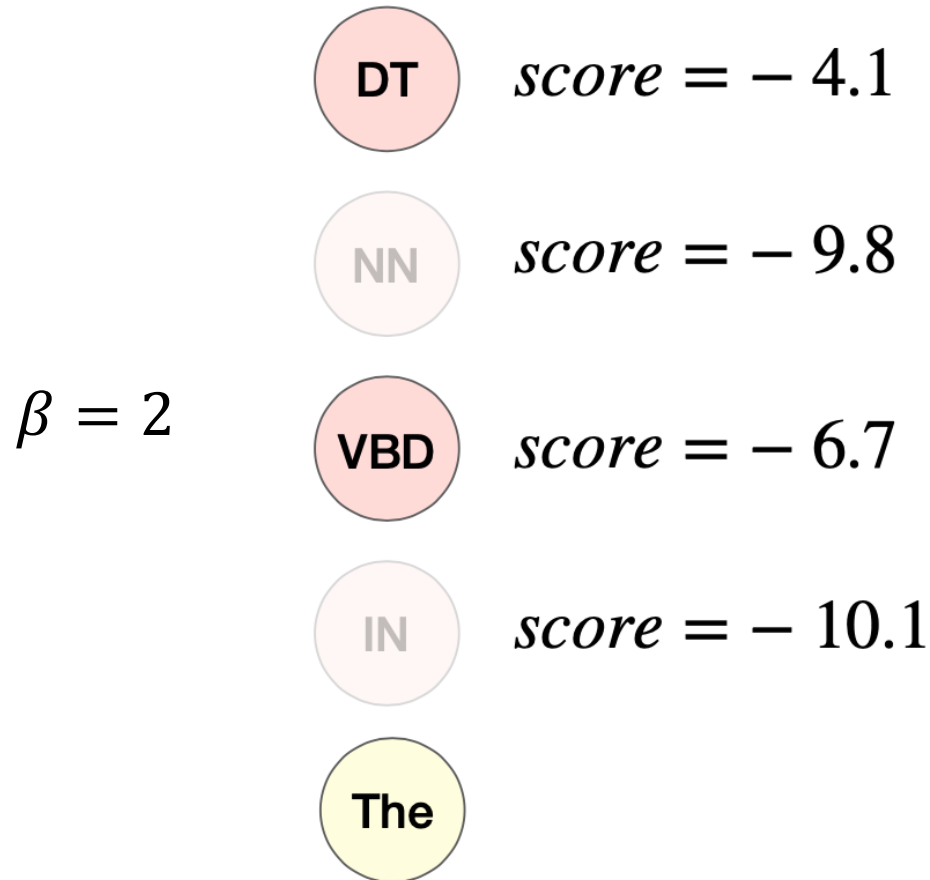 DT score = − 4.1
NN score = − 9.8
β = 2
VBD score = − 6.7
IN score = − 10.1
The